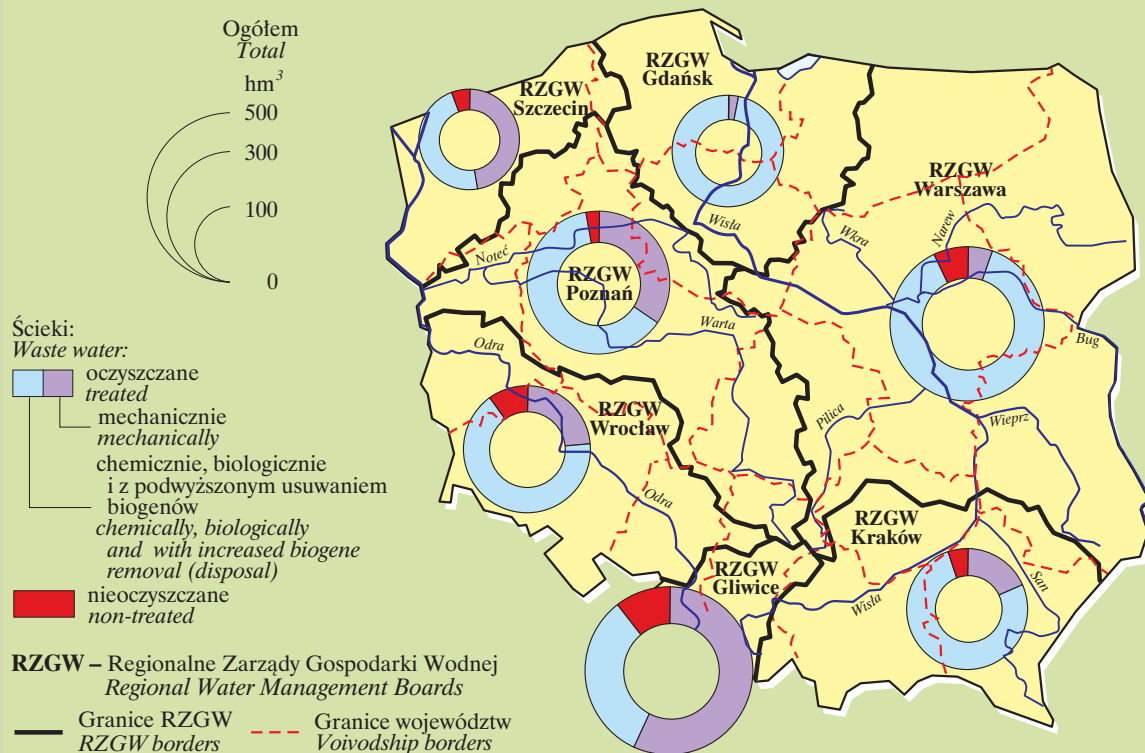 Ogółem
Total
hm³
500
300
100
0
Ścieki:
Waste water:
oczyszczane
treated
mechanicznie
mechanically
chemicznie, biologicznie
i z podwyższonym usuwaniem
biogenów
chemically, biologically
and with increased biogene
removal (disposal)
nieoczyszczane
non-treated
RZGW – Regionalne Zarządy Gospodarki Wodnej
Regional Water Management Boards
Granice RZGW
RZGW borders
Granice województw
Voivodship borders
RZGW
Szczecin
RZGW
Gdańsk
RZGW
Warszawa
RZGW
Poznań
RZGW
Wrocław
RZGW
Gliwice
RZGW
Kraków
Wisła
Wkra
Narew
Noteć
Warta
Bug
Odra
Pilica
Wieprz
Odra
Wisła
San